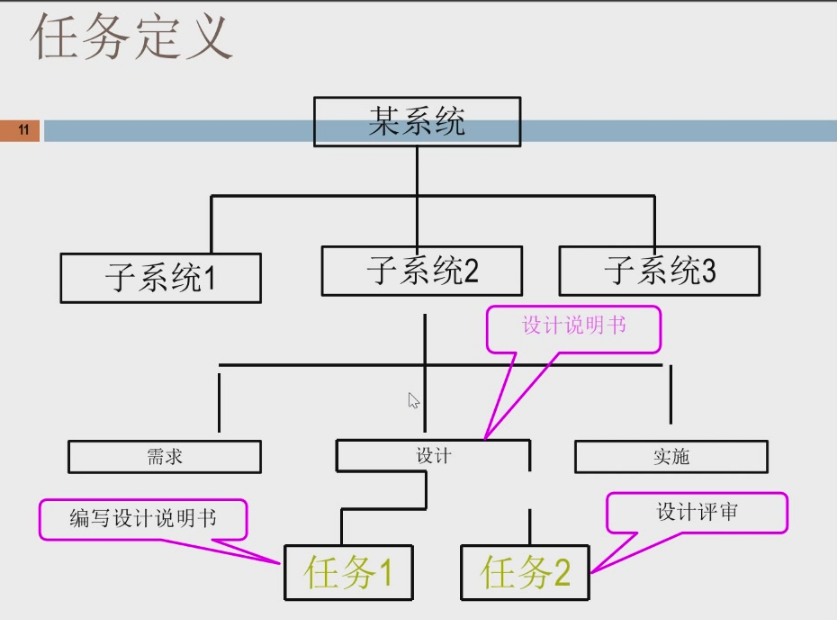 任务定义
11
某系统
子系统1
子系统2
子系统3
设计说明书
需求
设计
实施
编写设计说明书
设计评审
任务1
任务2